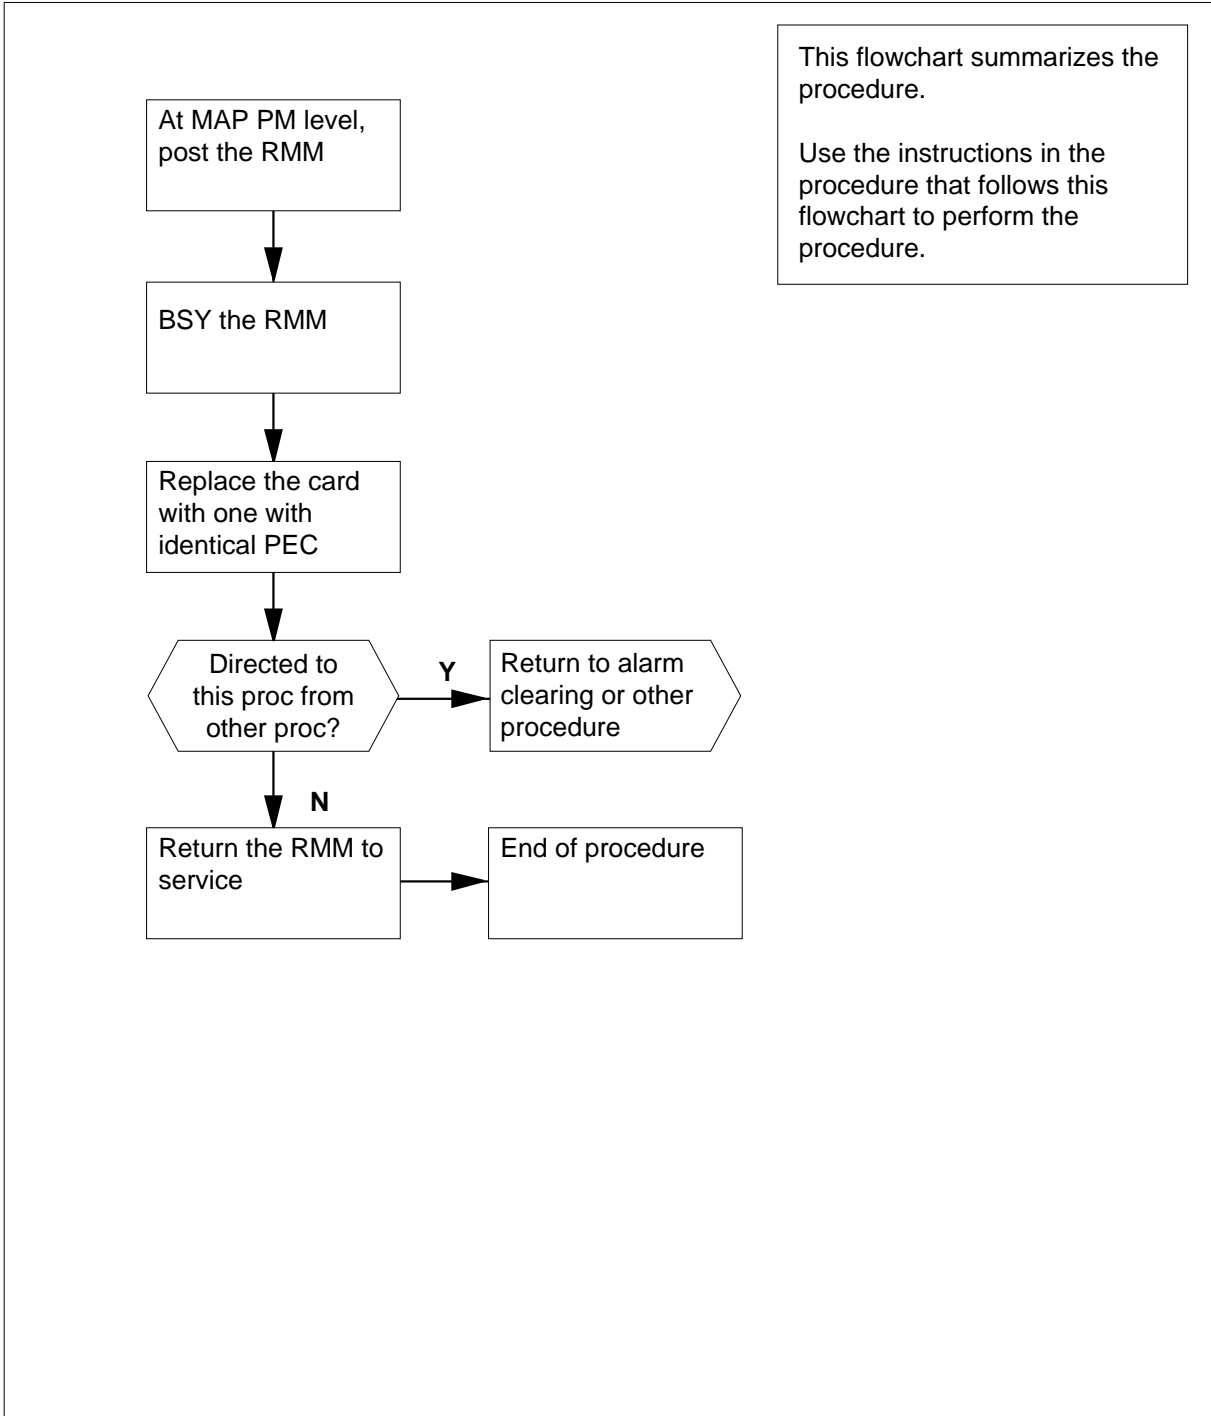 This flowchart summarizes the
procedure.
Use the instructions in the
procedure that follows this
flowchart to perform the
procedure.
At MAP PM level,
post the RMM
BSY the RMM
Replace the card
with one with
identical PEC
Directed to
this proc from
other proc?
Y
Return to alarm
clearing or other
procedure
N
Return the RMM to
service
End of procedure